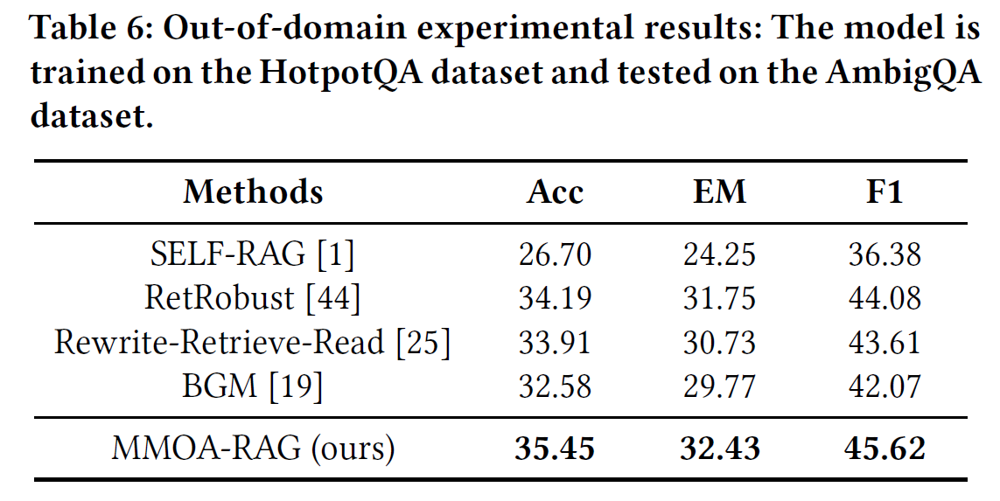 Table 6: Out-of-domain experimental results: The model is
trained on the HotpotQA dataset and tested on the AmbigQA
dataset.
Methods Acc EM F1
SELF-RAG [1] 26.70 24.25 36.38
RetRobust [44] 34.19 31.75 44.08
Rewrite-Retrieve-Read [25] 33.91 30.73 43.61
BGM [19] 32.58 29.77 42.07
MMOA-RAG (ours) 35.45 32.43 45.62